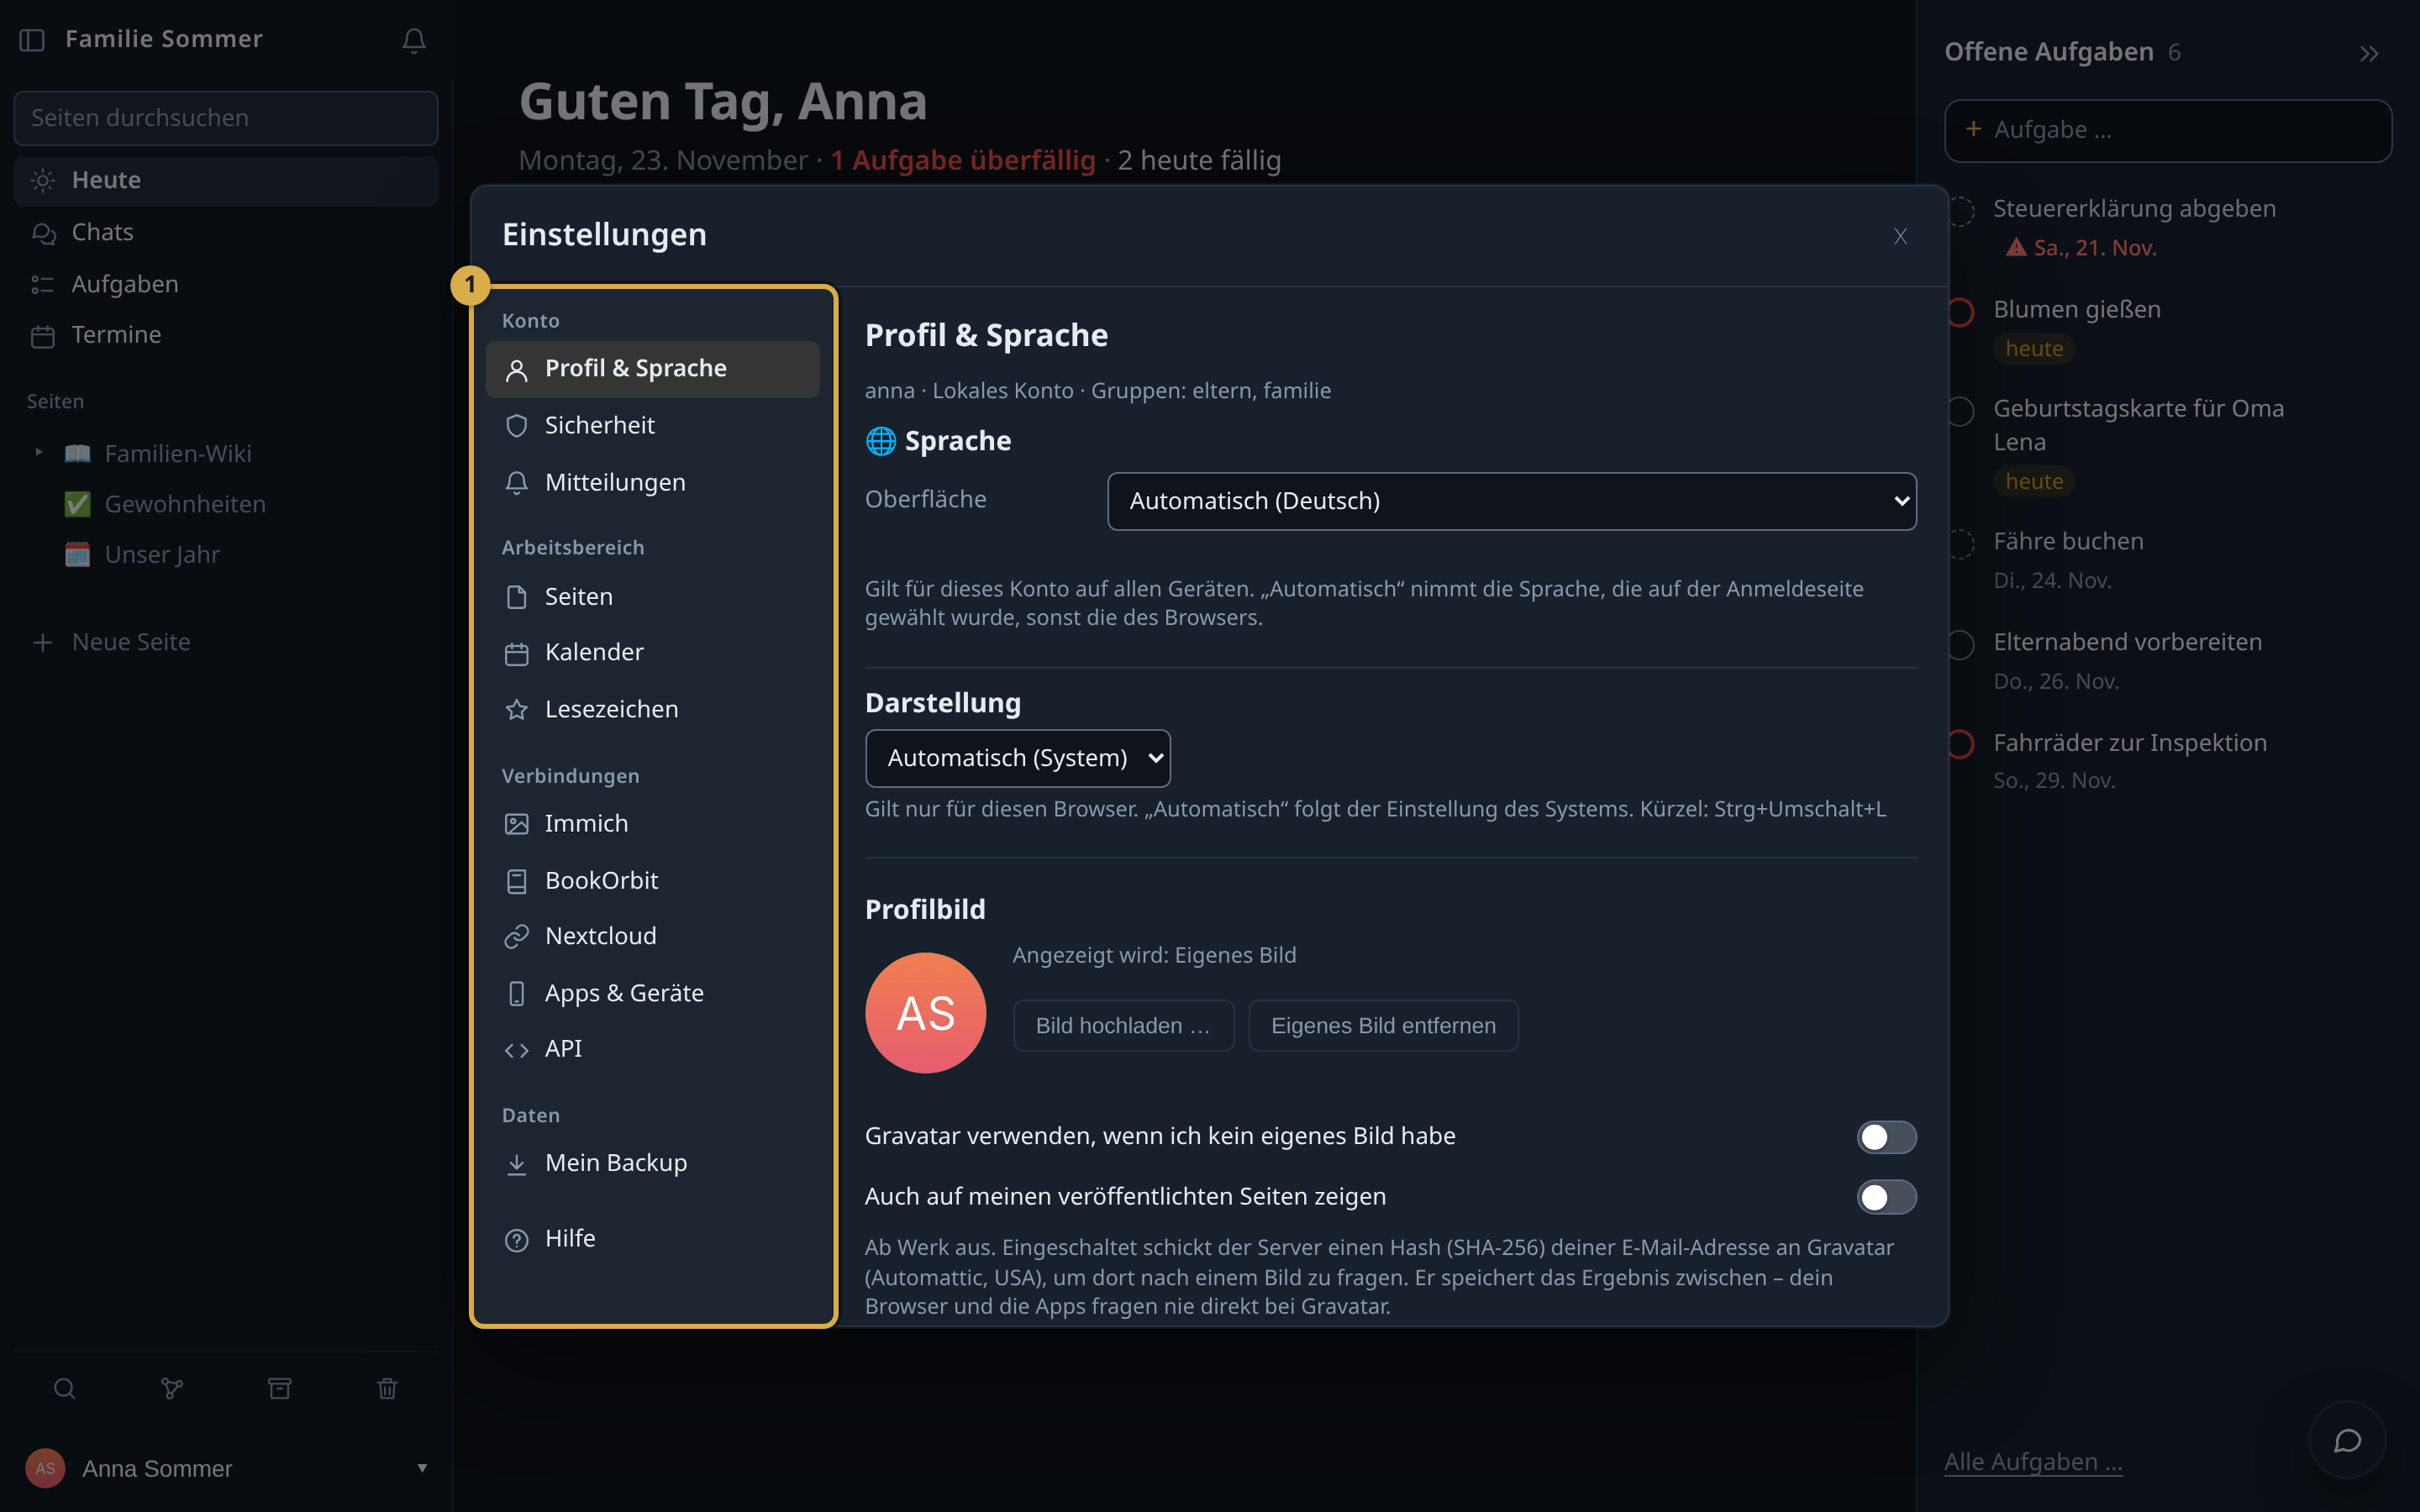 Familie Sommer
Seiten durchsuchen
Heute
Chats
Aufgaben
Termine
Seiten
Familien-Wiki
Gewohnheiten
Unser Jahr
Neue Seite
AS Anna Sommer
Guten Tag, Anna
Montag, 23. November · 1 Aufgabe überfällig · 2 heute fällig
Einstellungen
X
1
Konto
Profil & Sprache
Sicherheit
Mitteilungen
Arbeitsbereich
Seiten
Kalender
Lesezeichen
Verbindungen
Immich
BookOrbit
Nextcloud
Apps & Geräte
API
Daten
Mein Backup
Hilfe
Profil & Sprache
anna · Lokales Konto · Gruppen: eltern, familie
Sprache
Oberfläche
Automatisch (Deutsch)
Gilt für dieses Konto auf allen Geräten. „Automatisch“ nimmt die Sprache, die auf der Anmeldeseite
gewählt wurde, sonst die des Browsers.
Darstellung
Automatisch (System)
Gilt nur für diesen Browser. „Automatisch“ folgt der Einstellung des Systems. Kürzel: Strg+Umschalt+L
Profilbild
AS
Angezeigt wird: Eigenes Bild
Bild hochladen …
Eigenes Bild entfernen
Gravatar verwenden, wenn ich kein eigenes Bild habe
Auch auf meinen veröffentlichten Seiten zeigen
Ab Werk aus. Eingeschaltet schickt der Server einen Hash (SHA-256) deiner E-Mail-Adresse an Gravatar
(Automattic, USA), um dort nach einem Bild zu fragen. Er speichert das Ergebnis zwischen – dein
Browser und die Apps fragen nie direkt bei Gravatar.
Offene Aufgaben 6
+ Aufgabe …
Steuererklärung abgeben
Sa., 21. Nov.
Blumen gießen
heute
Geburtstagskarte für Oma
Lena
heute
Fähre buchen
Di., 24. Nov.
Elternabend vorbereiten
Do., 26. Nov.
Fahrräder zur Inspektion
So., 29. Nov.
Alle Aufgaben …